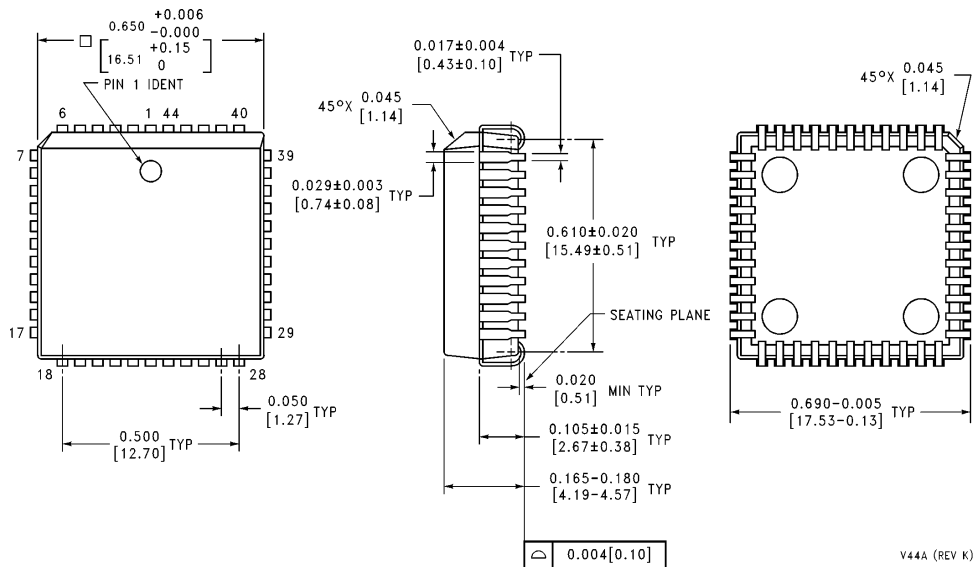 □ 0.650 +0.006
-0.000
[16.51 +0.15
0]
PIN 1 IDENT
6 1 44 40
7 39
17 29
18 28
0.050
[1.27] TYP
0.500
[12.70] TYP
0.017±0.004
[0.43±0.10] TYP
45°X 0.045
[1.14]
0.029±0.003
[0.74±0.08] TYP
0.610±0.020
[15.49±0.51] TYP
SEATING PLANE
0.020
[0.51] MIN TYP
0.105±0.015
[2.67±0.38] TYP
0.165-0.180
[4.19-4.57] TYP
⌓ 0.004[0.10]
45°X 0.045
[1.14]
0.690-0.005
[17.53-0.13] TYP
V44A (REV K)